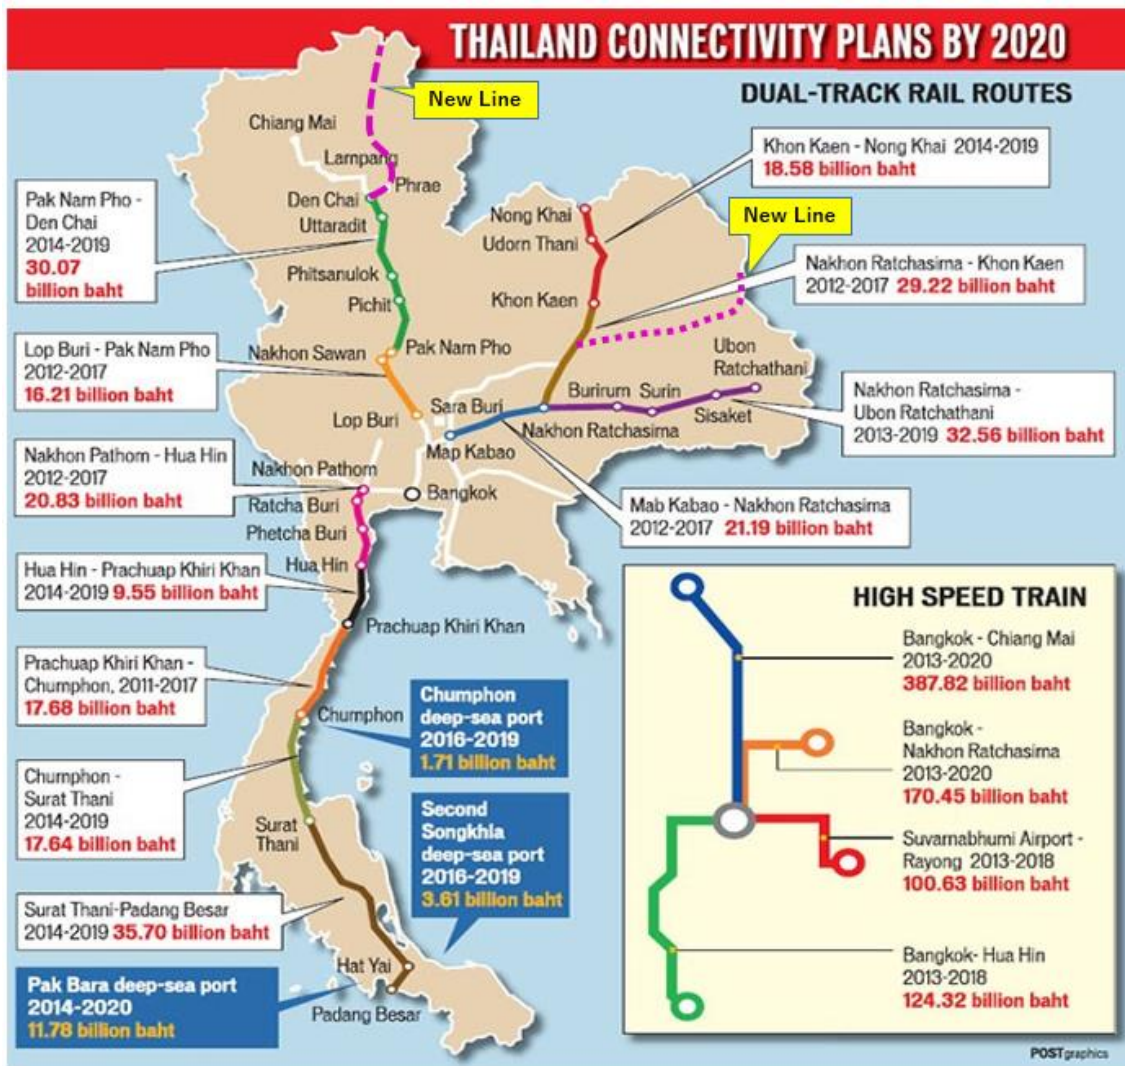 THAILAND CONNECTIVITY PLANS BY 2020
DUAL-TRACK RAIL ROUTES
New Line
Chiang Mai
Lampang
Phrae
Den Chai
Uttaradit
Phitsanulok
Pichit
Nakhon Sawan
Pak Nam Pho
Lop Buri
Sara Buri
Map Kabao
Nong Khai
Udorn Thani
Khon Kaen
New Line
Ubon
Ratchathani
Burirum
Surin
Sisaket
Nakhon Ratchasima
Nakhon Pathom
Bangkok
Ratcha Buri
Phetcha Buri
Hua Hin
Prachuap Khiri Khan
Chumphon
Surat
Thani
Hat Yai
Padang Besar
Khon Kaen - Nong Khai 2014-2019
18.58 billion baht
Nakhon Ratchasima - Khon Kaen
2012-2017 29.22 billion baht
Nakhon Ratchasima -
Ubon Ratchathani
2013-2019 32.56 billion baht
Mab Kabao - Nakhon Ratchasima
2012-2017 21.19 billion baht
Pak Nam Pho -
Den Chai
2014-2019
30.07
billion baht
Lop Buri - Pak Nam Pho
2012-2017
16.21 billion baht
Nakhon Pathom - Hua Hin
2012-2017
20.83 billion baht
Hua Hin - Prachuap Khiri Khan
2014-2019 9.55 billion baht
Prachuap Khiri Khan -
Chumphon, 2011-2017
17.68 billion baht
Chumphon -
Surat Thani
2014-2019
17.64 billion baht
Surat Thani-Padang Besar
2014-2019 35.70 billion baht
Pak Bara deep-sea port
2014-2020
11.78 billion baht
Chumphon
deep-sea port
2016-2019
1.71 billion baht
Second
Songkhla
deep-sea port
2016-2019
3.61 billion baht
HIGH SPEED TRAIN
Bangkok - Chiang Mai
2013-2020
387.82 billion baht
Bangkok -
Nakhon Ratchasima
2013-2020
170.45 billion baht
Suvarnabhumi Airport -
Rayong 2013-2018
100.63 billion baht
Bangkok- Hua Hin
2013-2018
124.32 billion baht
POSTgraphics